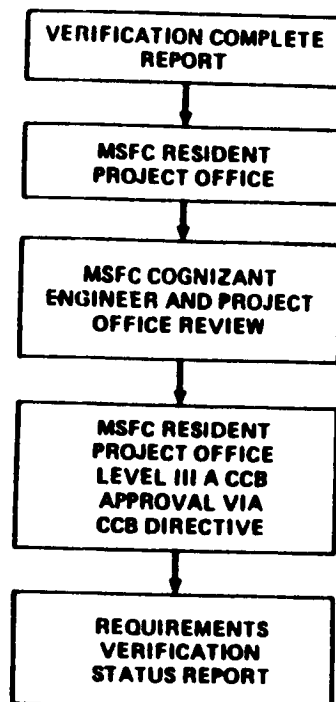 VERIFICATION COMPLETE
REPORT
MSFC RESIDENT
PROJECT OFFICE
MSFC COGNIZANT
ENGINEER AND PROJECT
OFFICE REVIEW
MSFC RESIDENT
PROJECT OFFICE
LEVEL III A CCB
APPROVAL VIA
CCB DIRECTIVE
REQUIREMENTS
VERIFICATION
STATUS REPORT